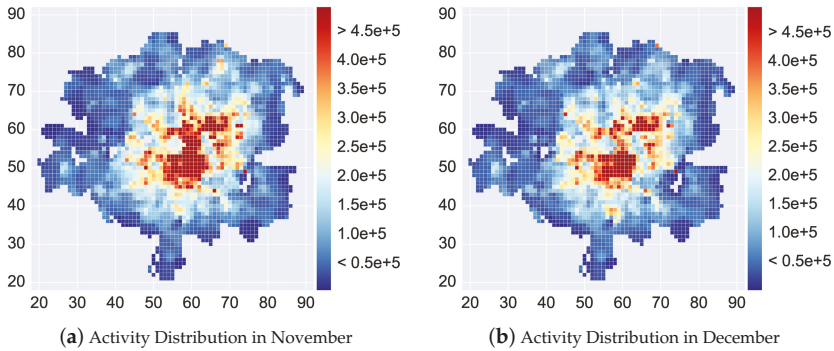 90
80
70
60
50
40
30
20
20 30 40 50 60 70 80 90
> 4.5e+5
4.0e+5
3.5e+5
3.0e+5
2.5e+5
2.0e+5
1.5e+5
1.0e+5
< 0.5e+5
(a) Activity Distribution in November
90
80
70
60
50
40
30
20
20 30 40 50 60 70 80 90
> 4.5e+5
4.0e+5
3.5e+5
3.0e+5
2.5e+5
2.0e+5
1.5e+5
1.0e+5
< 0.5e+5
(b) Activity Distribution in December